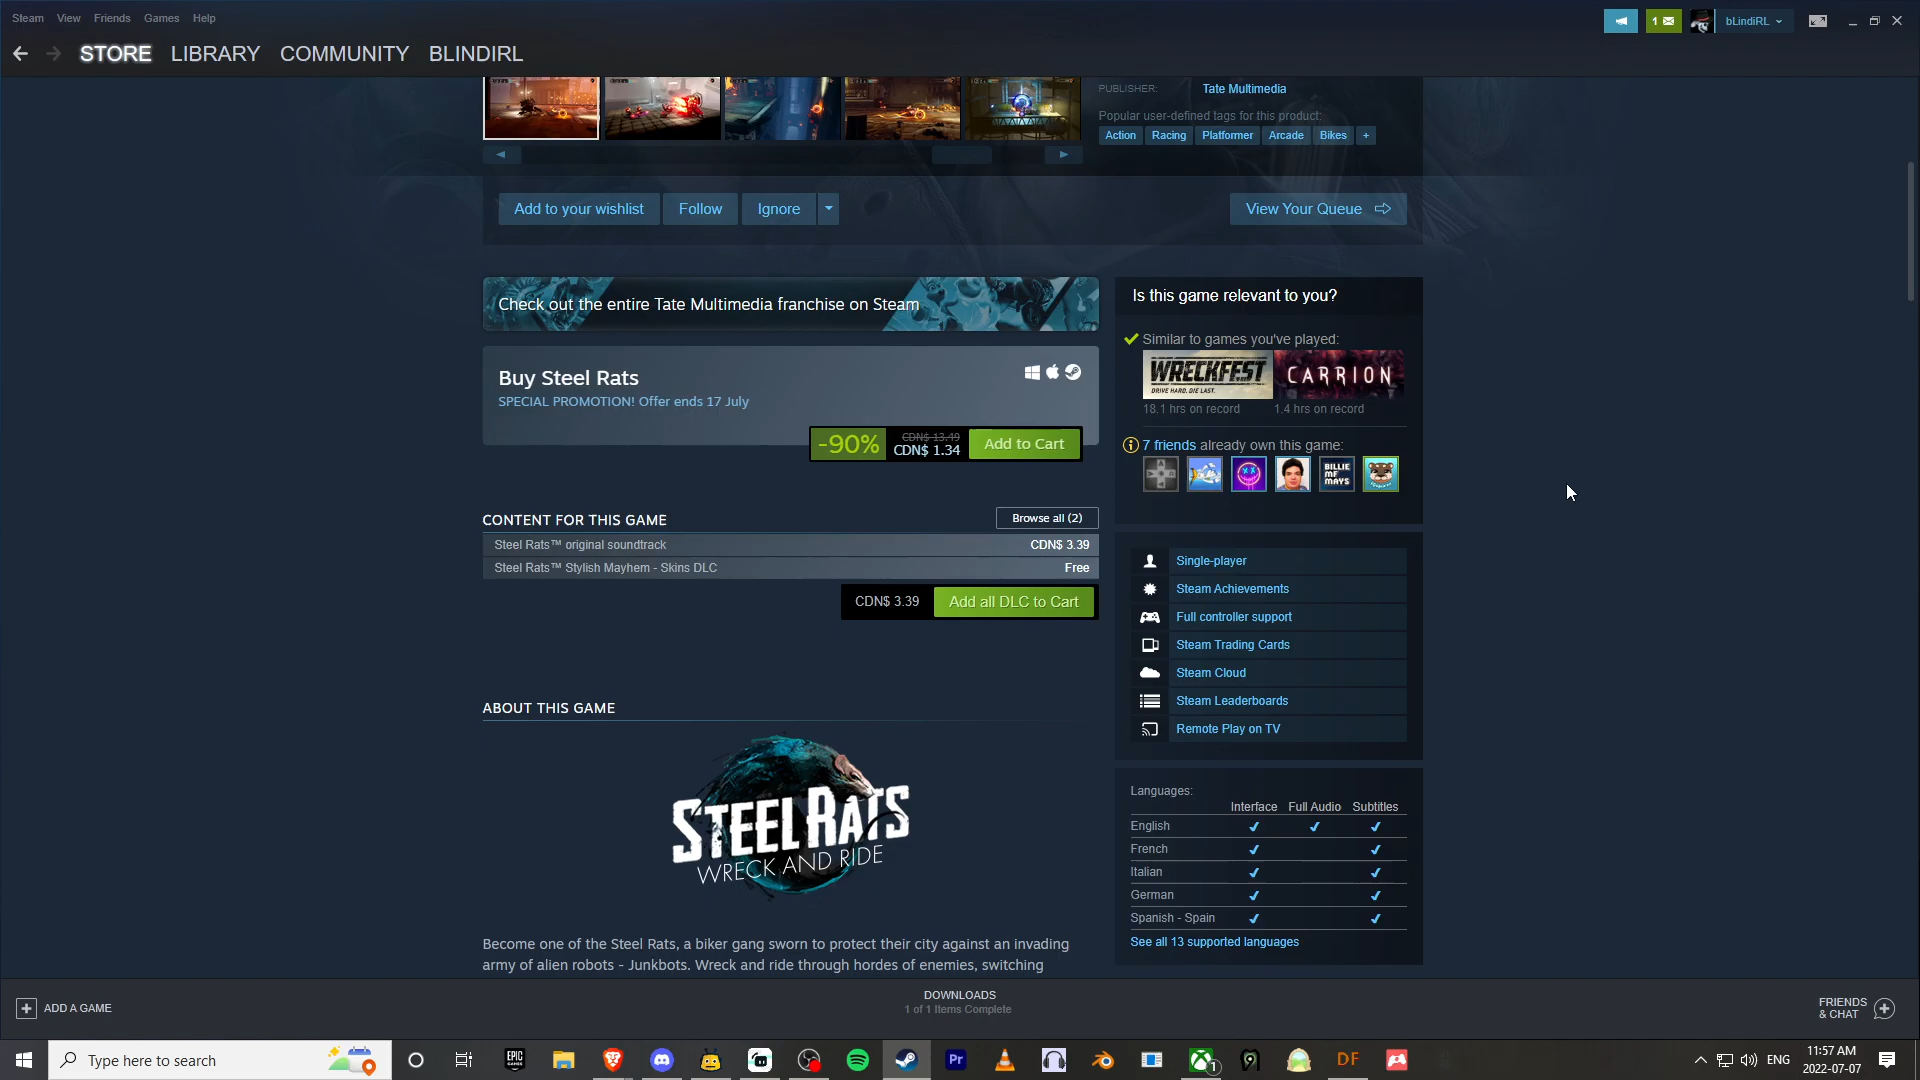 Steam View Friends Games Help
1 bLindiRL
STORE LIBRARY COMMUNITY BLINDIRL
PUBLISHER: Tate Multimedia
Popular user-defined tags for this product:
Action Racing Platformer Arcade Bikes +
Add to your wishlist Follow Ignore View Your Queue
Check out the entire Tate Multimedia franchise on Steam
Buy Steel Rats
SPECIAL PROMOTION! Offer ends 17 July
-90% CDN$ 13.49 CDN$ 1.34 Add to Cart
Is this game relevant to you?
Similar to games you've played:
WRECKFEST CARRION
DRIVE HARD. DIE LAST.
18.1 hrs on record 1.4 hrs on record
7 friends already own this game:
BILLIE
MF
MAYS
CONTENT FOR THIS GAME Browse all (2)
Steel Rats™ original soundtrack CDN$ 3.39
Steel Rats™ Stylish Mayhem - Skins DLC Free
CDN$ 3.39 Add all DLC to Cart
Single-player
Steam Achievements
Full controller support
Steam Trading Cards
Steam Cloud
Steam Leaderboards
Remote Play on TV
ABOUT THIS GAME
STEEL RATS
WRECK AND RIDE
Become one of the Steel Rats, a biker gang sworn to protect their city against an invading
army of alien robots - Junkbots. Wreck and ride through hordes of enemies, switching
Languages:
Interface Full Audio Subtitles
English ✔ ✔ ✔
French ✔ ✔
Italian ✔ ✔
German ✔ ✔
Spanish - Spain ✔ ✔
See all 13 supported languages
+ ADD A GAME
DOWNLOADS
1 of 1 Items Complete
FRIENDS
& CHAT
Type here to search
EPIC GAMES
Pr
1
DF
ENG
11:57 AM
2022-07-07